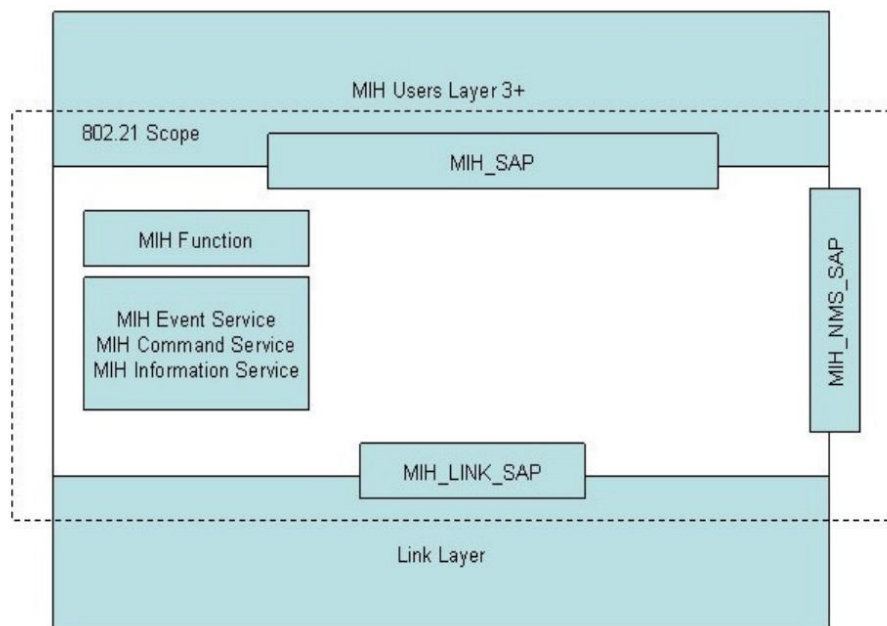 MIH Users Layer 3+
802.21 Scope
MIH_SAP
MIH Function
MIH Event Service
MIH Command Service
MIH Information Service
MIH_NMS_SAP
MIH_LINK_SAP
Link Layer